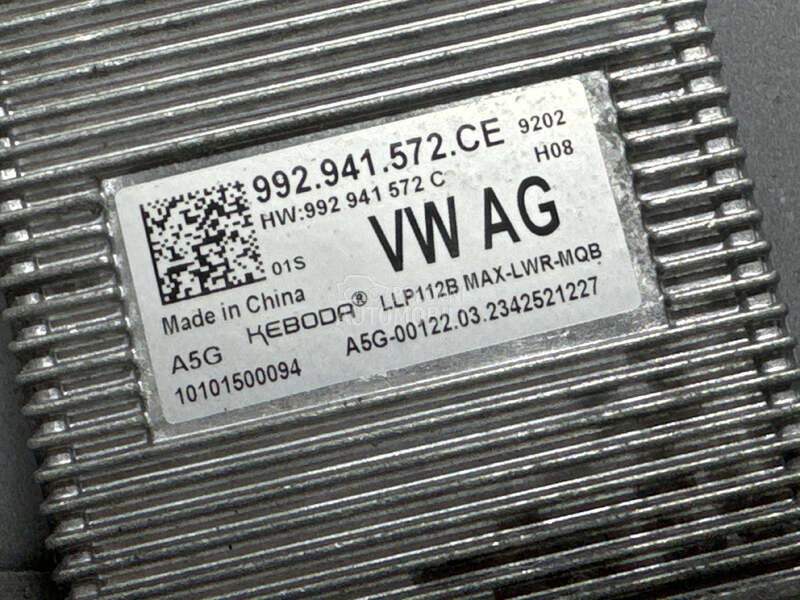 992.941.572.CE 9202
HW:992 941 572 C H08
VW AG
01S
Made in China
KEBODA® LLP112B MAX-LWR-MQB
A5G A5G-00122.03.2342521227
10101500094